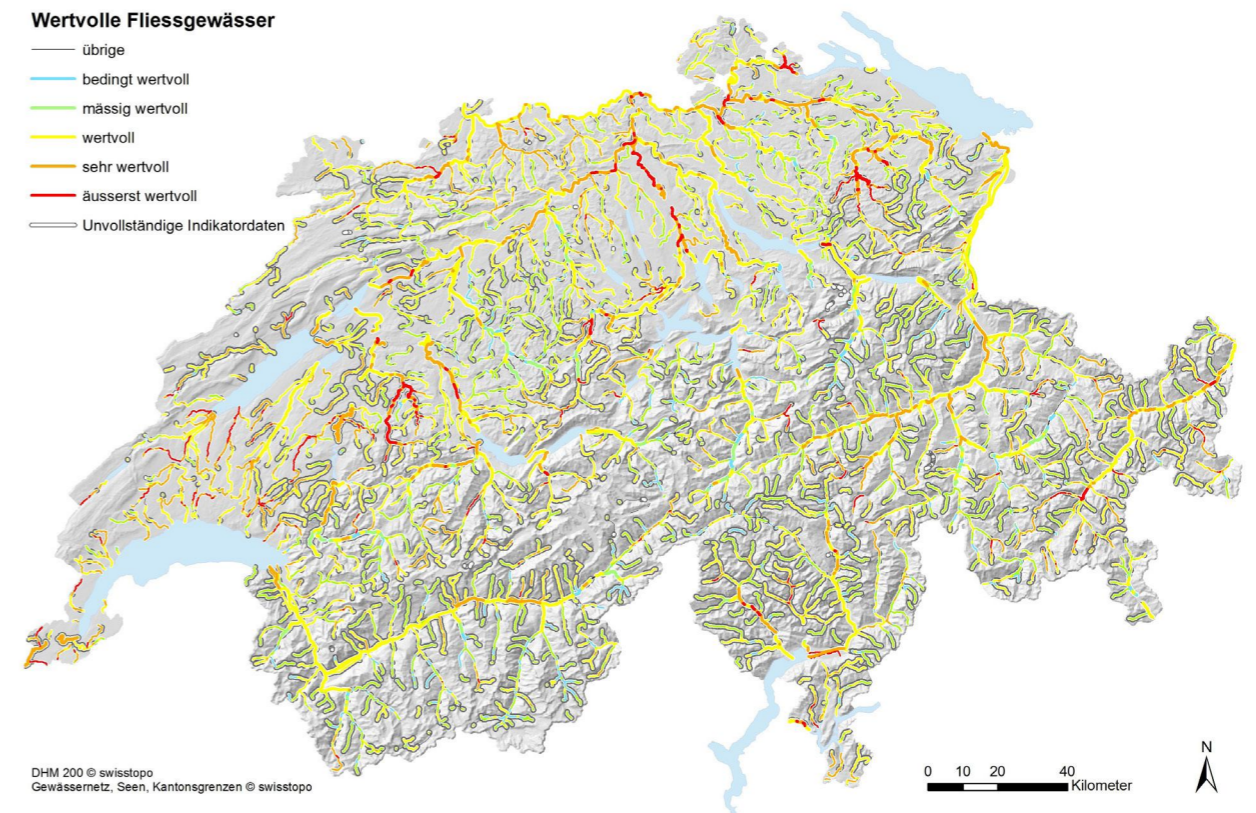 Wertvolle Fliessgewässer
übrige
bedingt wertvoll
mässig wertvoll
wertvoll
sehr wertvoll
äusserst wertvoll
Unvollständige Indikatordaten
DHM 200 © swisstopo
Gewässernetz, Seen, Kantonsgrenzen © swisstopo
0 10 20 40
Kilometer
N